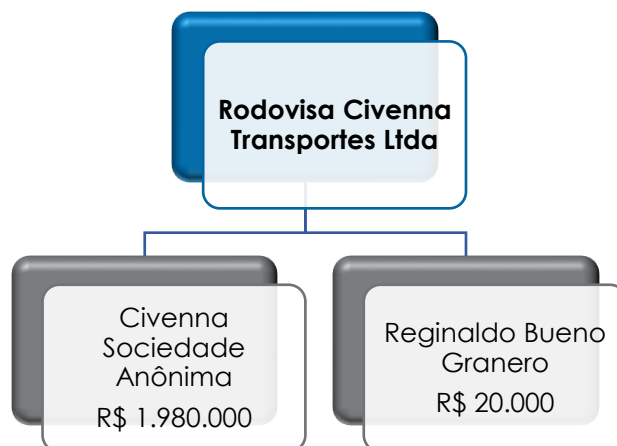 Rodovisa Civenna
Transportes Ltda
Civenna
Sociedade
Anônima
R$ 1.980.000
Reginaldo Bueno
Granero
R$ 20.000